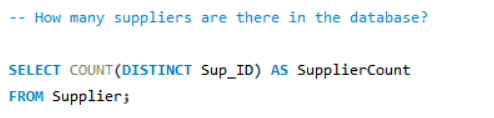 -- How many suppliers are there in the database?
SELECT COUNT(DISTINCT Sup_ID) AS SupplierCount
FROM Supplier;